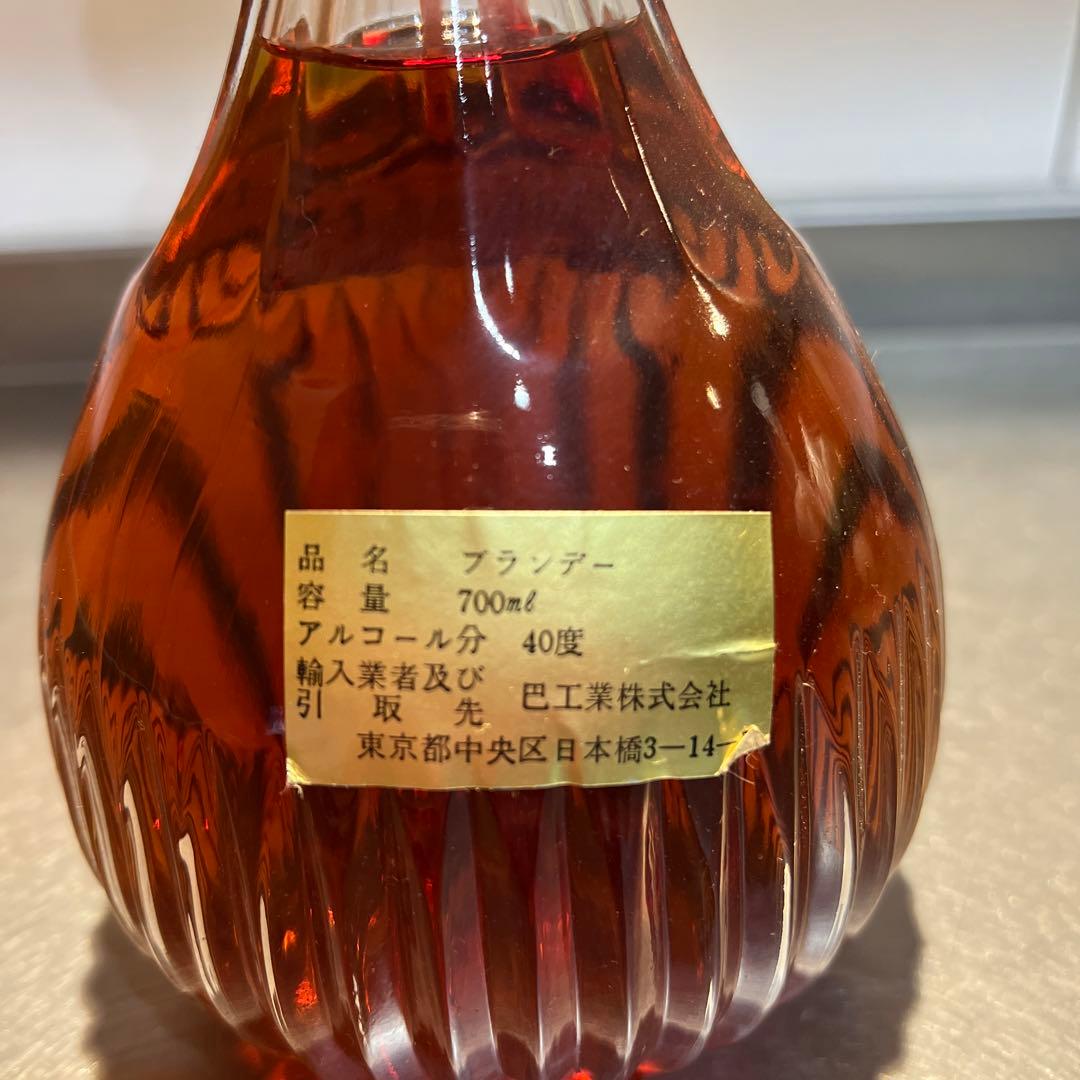 品 名 ブランデー
容 量 700㎖
アルコール分 40度
輸入業者及び
引 取 先 巴工業株式会社
東京都中央区日本橋3―14―